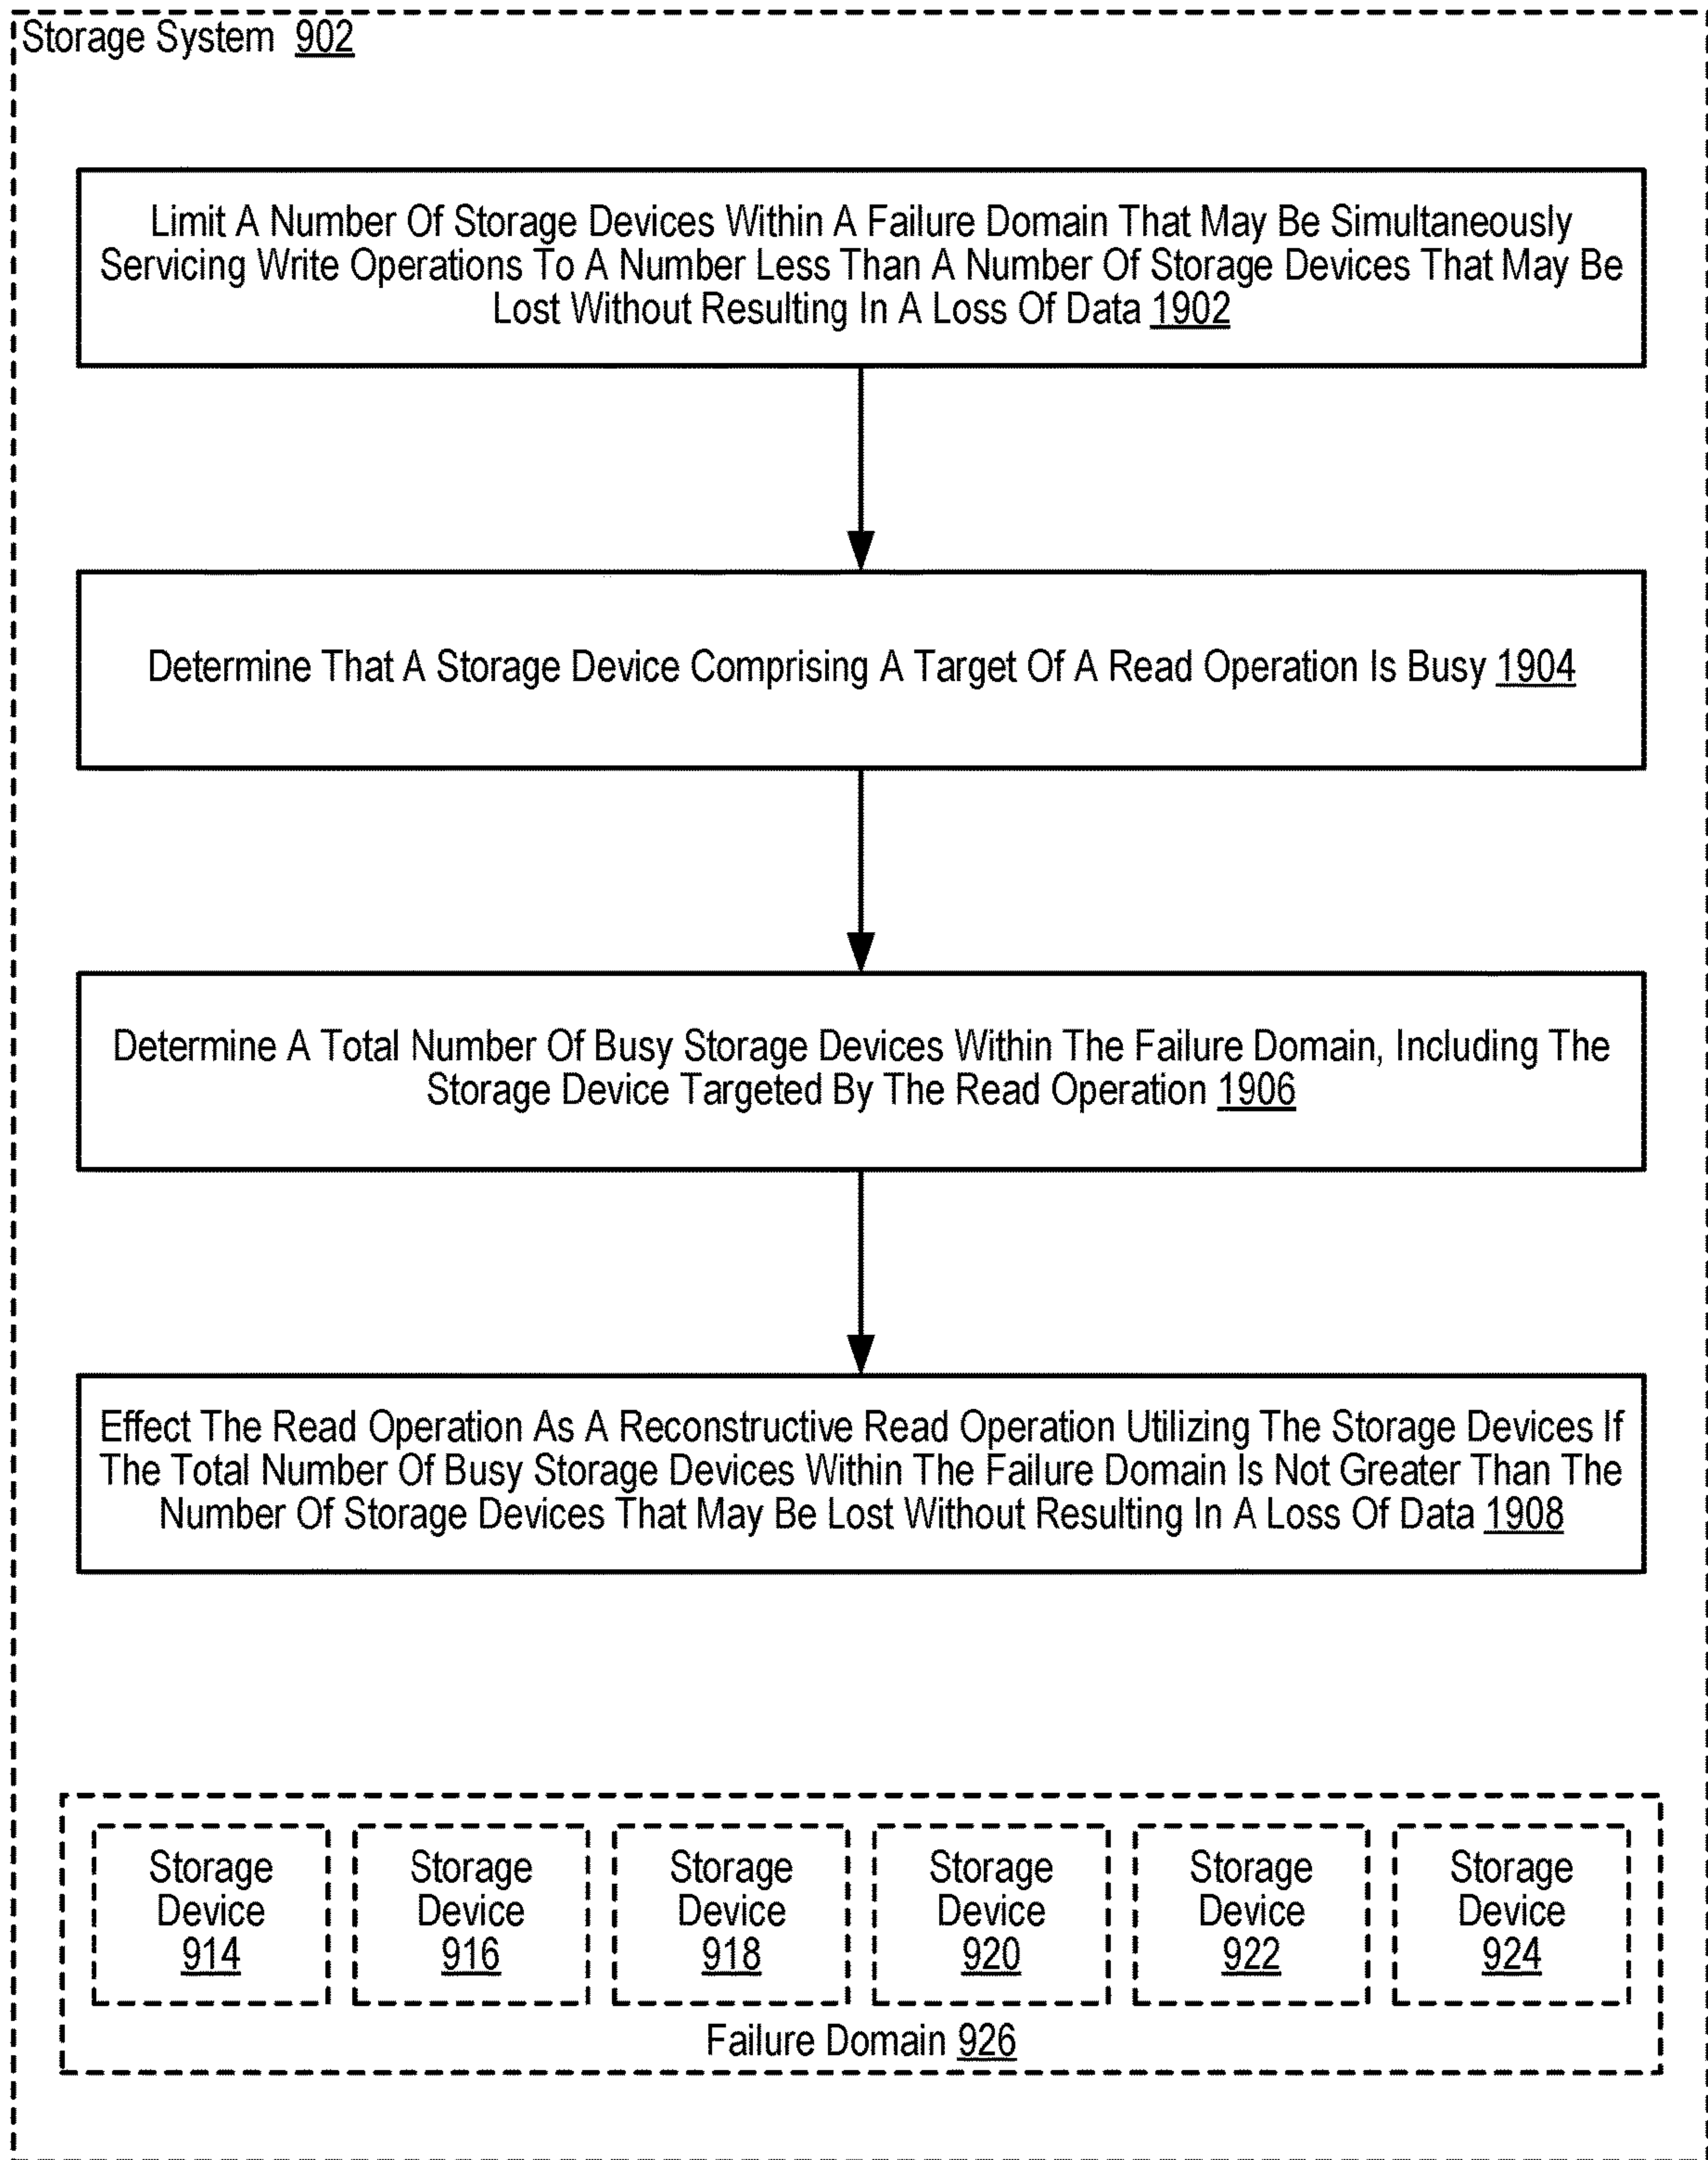 Storage System 902
Limit A Number Of Storage Devices Within A Failure Domain That May Be Simultaneously
Servicing Write Operations To A Number Less Than A Number Of Storage Devices That May Be
Lost Without Resulting In A Loss Of Data 1902
Determine That A Storage Device Comprising A Target Of A Read Operation Is Busy 1904
Determine A Total Number Of Busy Storage Devices Within The Failure Domain, Including The
Storage Device Targeted By The Read Operation 1906
Effect The Read Operation As A Reconstructive Read Operation Utilizing The Storage Devices If
The Total Number Of Busy Storage Devices Within The Failure Domain Is Not Greater Than The
Number Of Storage Devices That May Be Lost Without Resulting In A Loss Of Data 1908
Storage
Device
914
Storage
Device
916
Storage
Device
918
Storage
Device
920
Storage
Device
922
Storage
Device
924
Failure Domain 926